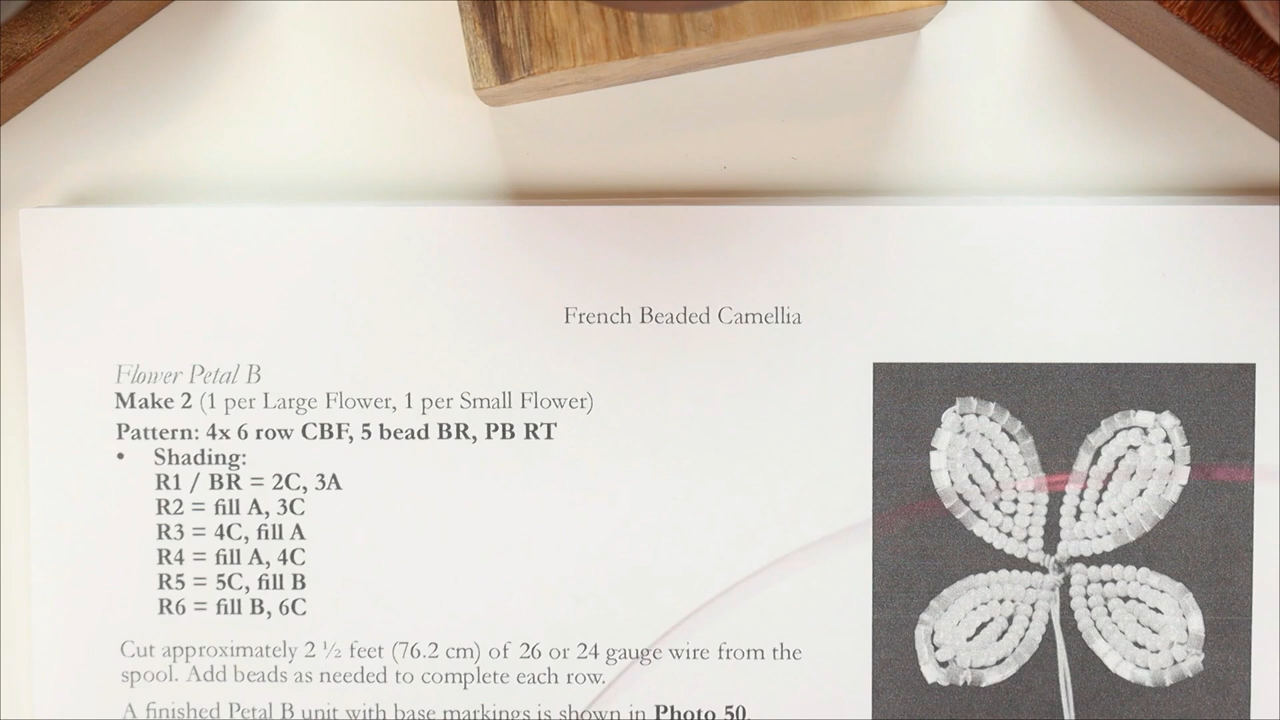 French Beaded Camellia
Flower Petal B
Make 2 (1 per Large Flower, 1 per Small Flower)
Pattern: 4x 6 row CBF, 5 bead BR, PB RT
• Shading:
R1 / BR = 2C, 3A
R2 = fill A, 3C
R3 = 4C, fill A
R4 = fill A, 4C
R5 = 5C, fill B
R6 = fill B, 6C
Cut approximately 2 ½ feet (76.2 cm) of 26 or 24 gauge wire from the
spool. Add beads as needed to complete each row.
A finished Petal B unit with base markings is shown in Photo 50.